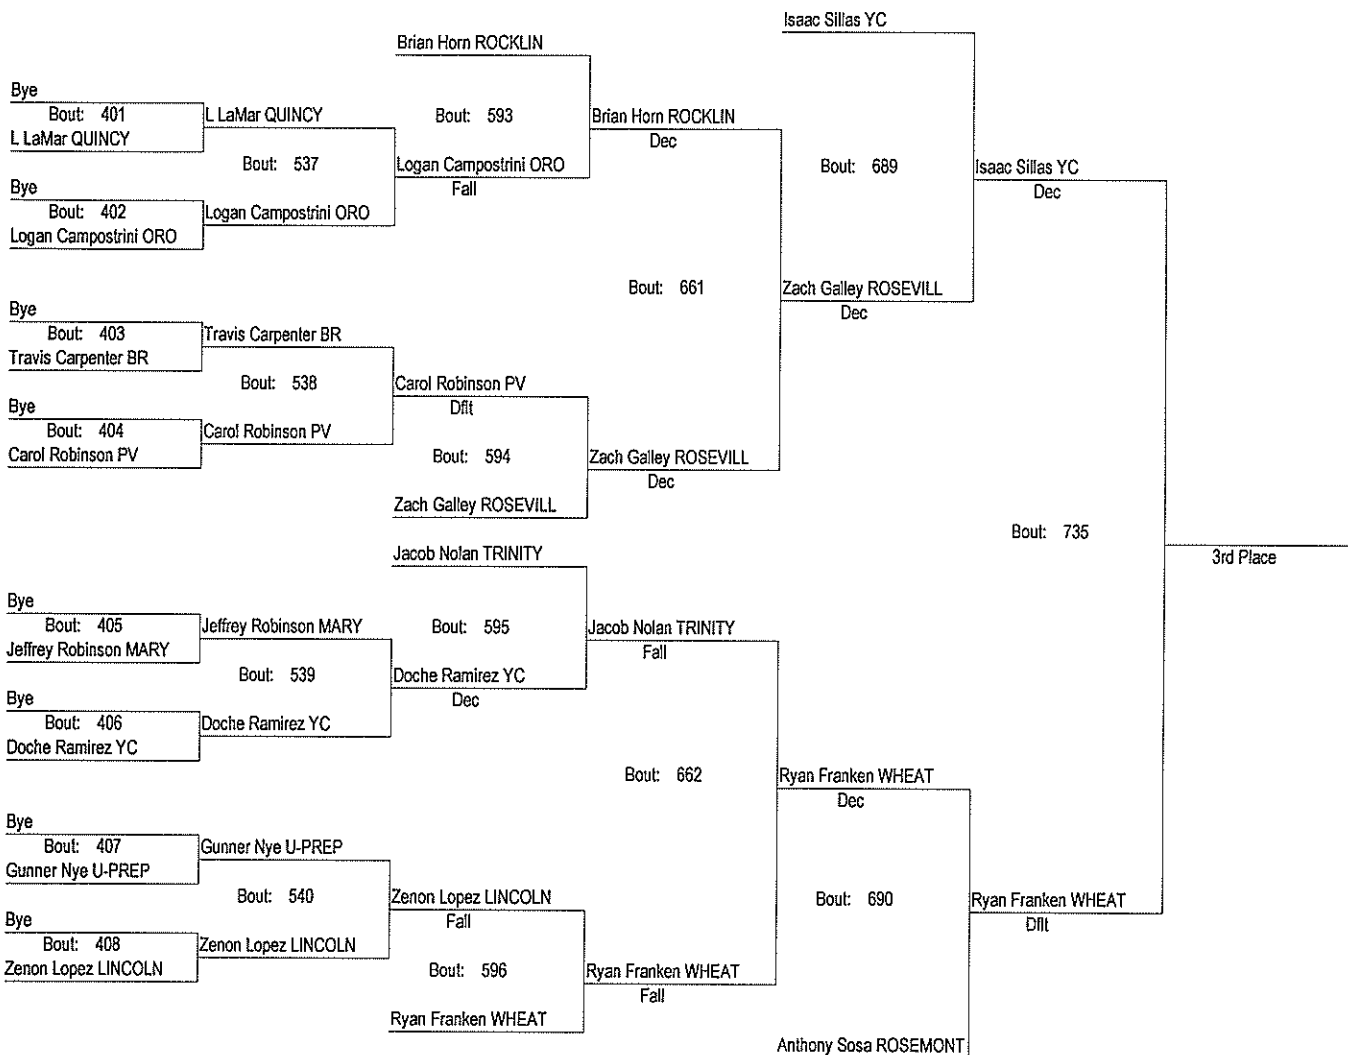 Isaac Sillas YC
Brian Horn ROCKLIN
Bye
Bout: 401
L LaMar QUINCY
L LaMar QUINCY
Bout: 593
Brian Horn ROCKLIN
Dec
Bout: 537
Logan Campostrini ORO
Fall
Bout: 689
Isaac Sillas YC
Dec
Bye
Bout: 402
Logan Campostrini ORO
Logan Campostrini ORO
Bout: 661
Zach Galley ROSEVILL
Dec
Bye
Bout: 403
Travis Carpenter BR
Travis Carpenter BR
Bout: 538
Carol Robinson PV
Dflt
Bye
Bout: 404
Carol Robinson PV
Carol Robinson PV
Bout: 594
Zach Galley ROSEVILL
Dec
Zach Galley ROSEVILL
Bout: 735
3rd Place
Jacob Nolan TRINITY
Bye
Bout: 405
Jeffrey Robinson MARY
Jeffrey Robinson MARY
Bout: 595
Jacob Nolan TRINITY
Fall
Bout: 539
Doche Ramirez YC
Dec
Bye
Bout: 406
Doche Ramirez YC
Doche Ramirez YC
Bout: 662
Ryan Franken WHEAT
Dec
Bye
Bout: 407
Gunner Nye U-PREP
Gunner Nye U-PREP
Bout: 540
Zenon Lopez LINCOLN
Fall
Bout: 690
Ryan Franken WHEAT
Dflt
Bye
Bout: 408
Zenon Lopez LINCOLN
Zenon Lopez LINCOLN
Bout: 596
Ryan Franken WHEAT
Fall
Ryan Franken WHEAT
Anthony Sosa ROSEMONT